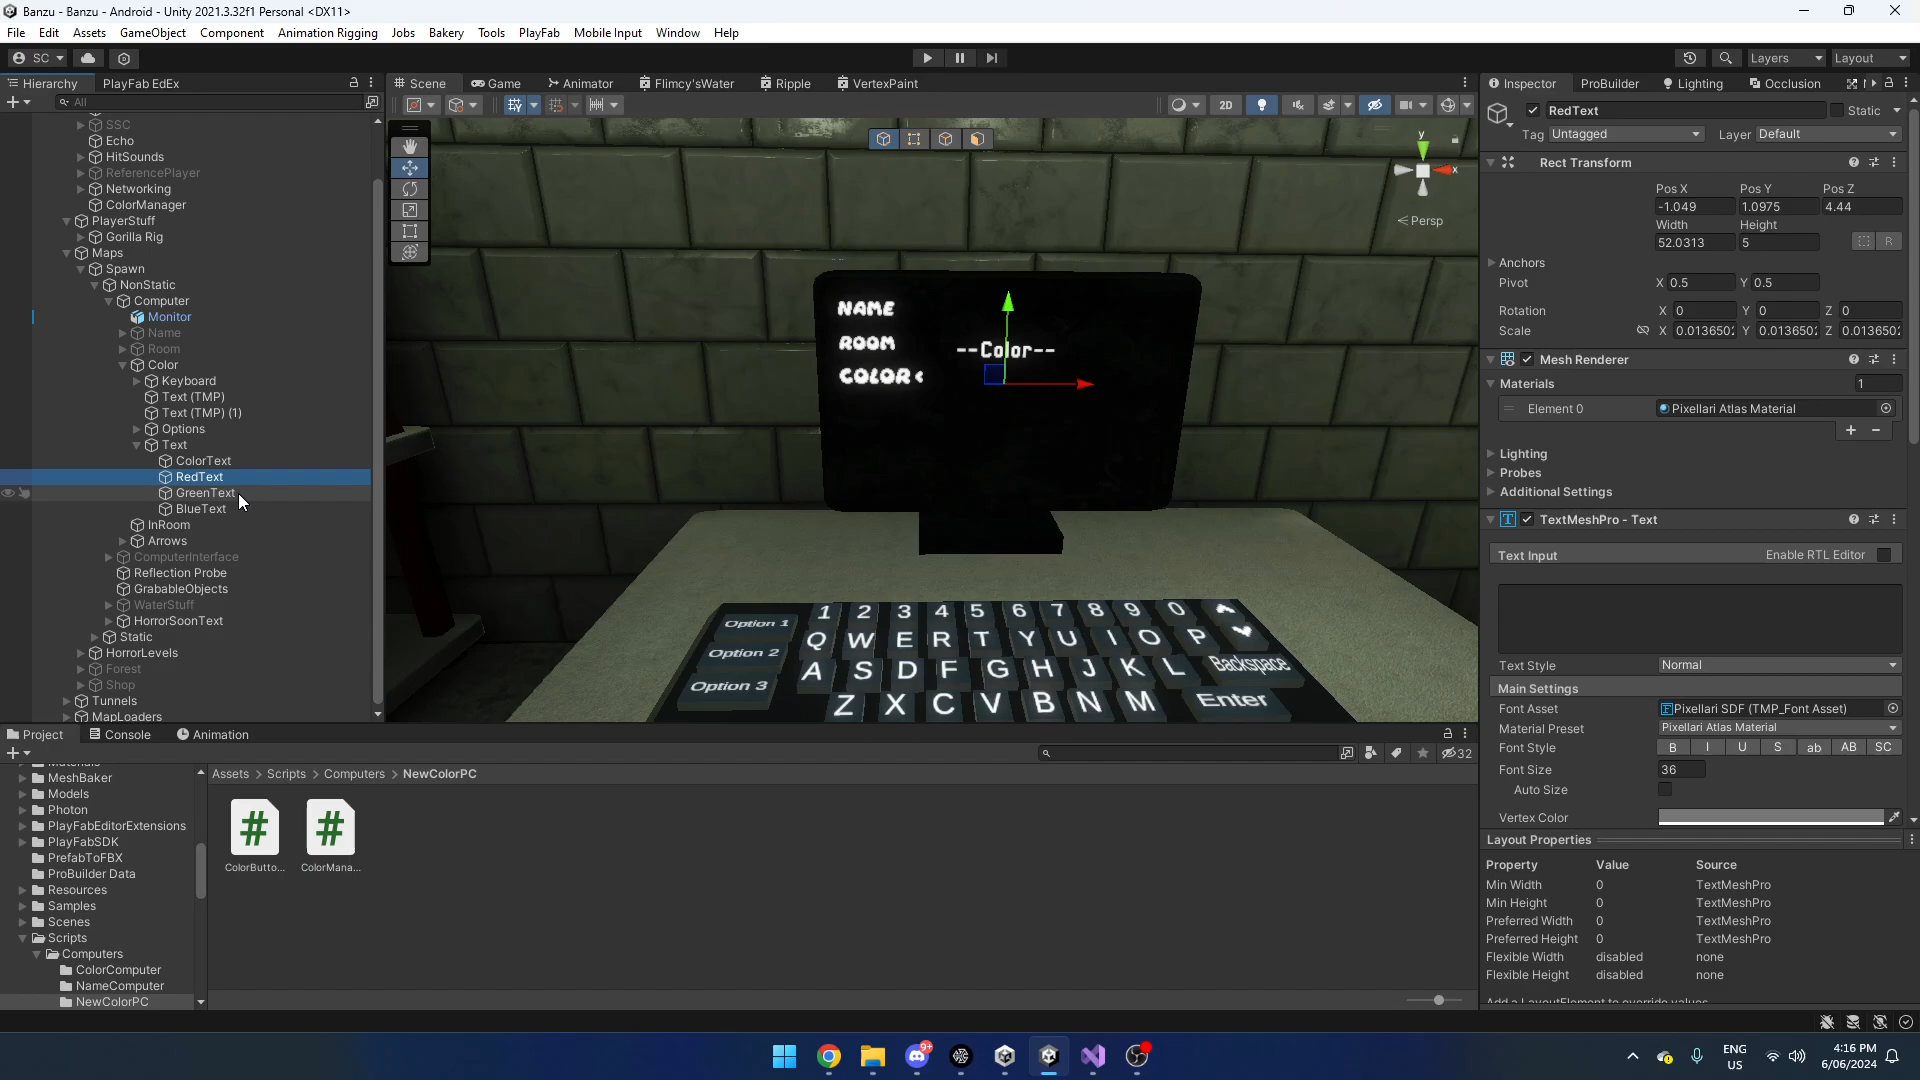 Banzu - Banzu - Android - Unity 2021.3.32f1 Personal <DX11>
File Edit Assets GameObject Component Animation Rigging Jobs Bakery Tools PlayFab Mobile Input Window Help
SC Layers Layout
Hierarchy PlayFab EdEx
All
SSC
Echo
HitSounds
ReferencePlayer
Networking
ColorManager
PlayerStuff
Gorilla Rig
Maps
Spawn
NonStatic
Computer
Monitor
Name
Room
Color
Keyboard
Text (TMP)
Text (TMP) (1)
Options
Text
ColorText
RedText
GreenText
BlueText
InRoom
Arrows
ComputerInterface
Reflection Probe
GrabableObjects
WaterStuff
HorrorSoonText
Static
HorrorLevels
Forest
Shop
Tunnels
MapLoaders
Scene Game Animator Flimcy'sWater Ripple VertexPaint
2D
y
x
Persp
NAME
ROOM
COLOR <
--Color--
Option 1
Option 2
Option 3
1 2 3 4 5 6 7 8 9 0
Q W E R T Y U I O P
A S D F G H J K L Backspace
Z X C V B N M Enter
Inspector ProBuilder Lighting Occlusion
RedText Static
Tag Untagged Layer Default
Rect Transform
Pos X Pos Y Pos Z
-1.049 1.0975 4.44
Width Height
52.0313 5
R
Anchors
Pivot X 0.5 Y 0.5
Rotation X 0 Y 0 Z 0
Scale X 0.013650 Y 0.013650 Z 0.013650
Mesh Renderer
Materials 1
Element 0 Pixellari Atlas Material
Lighting
Probes
Additional Settings
TextMeshPro - Text
Text Input Enable RTL Editor
Text Style Normal
Main Settings
Font Asset Pixellari SDF (TMP_Font Asset)
Material Preset Pixellari Atlas Material
Font Style B I U S ab AB SC
Font Size 36
Auto Size
Vertex Color
Layout Properties
Property Value Source
Min Width 0 TextMeshPro
Min Height 0 TextMeshPro
Preferred Width 0 TextMeshPro
Preferred Height 0 TextMeshPro
Flexible Width disabled none
Flexible Height disabled none
Add a LayoutElement to override values
Project Console Animation
32
MeshBaker
Models
Photon
PlayFabEditorExtensions
PlayFabSDK
PrefabToFBX
ProBuilder Data
Resources
Samples
Scenes
Scripts
Computers
ColorComputer
NameComputer
NewColorPC
Assets > Scripts > Computers > NewColorPC
ColorButto... ColorMana...
9+
ENG
US
4:16 PM
6/06/2024